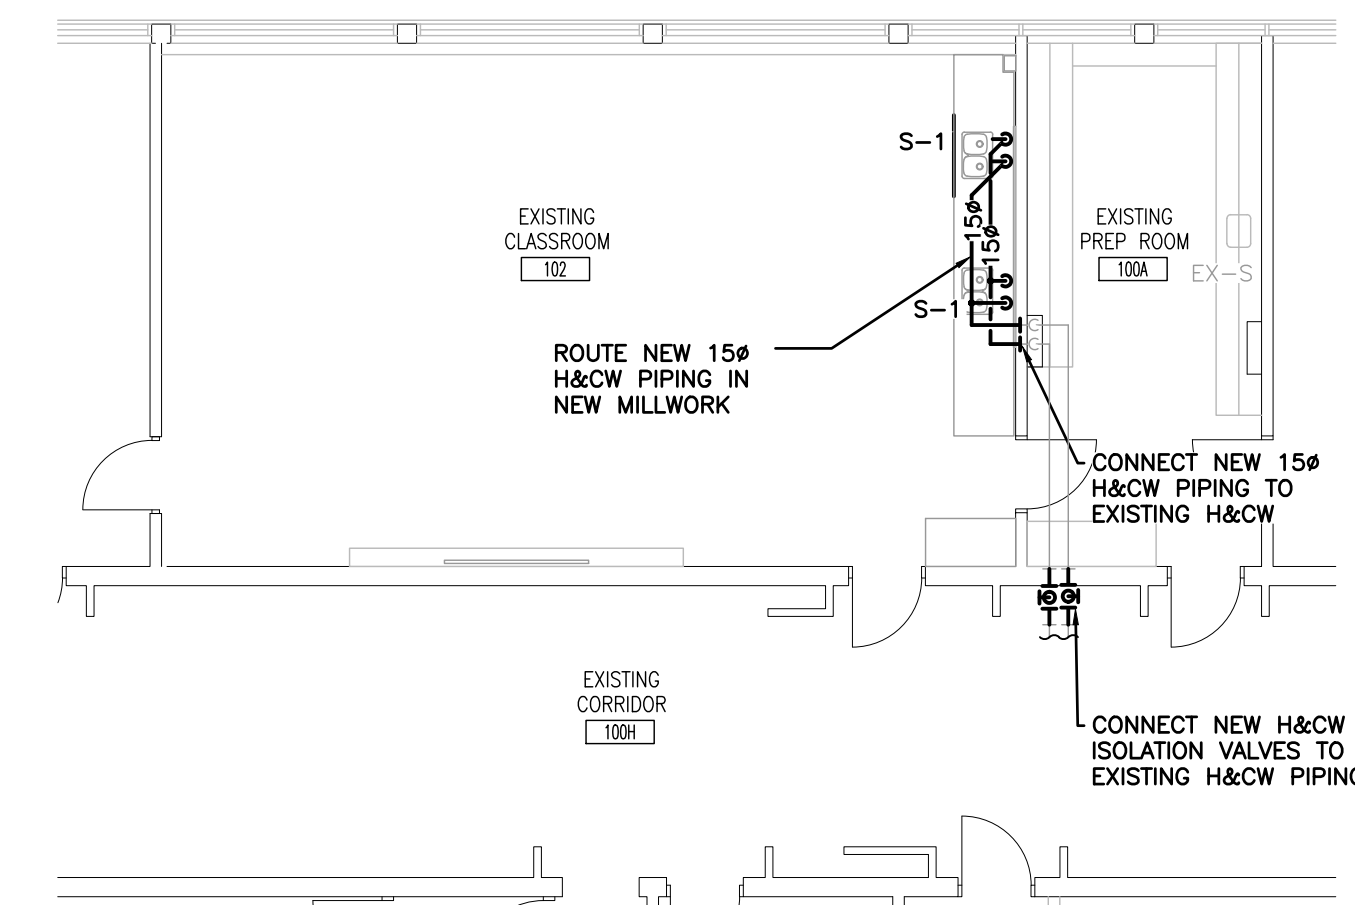 S-1
EXISTING
CLASSROOM
102
15ø
15ø
EXISTING
PREP ROOM
100A
EX-S
S-1
ROUTE NEW 15ø
H&CW PIPING IN
NEW MILLWORK
CONNECT NEW 15ø
H&CW PIPING TO
EXISTING H&CW
EXISTING
CORRIDOR
100H
CONNECT NEW H&CW
ISOLATION VALVES TO
EXISTING H&CW PIPING